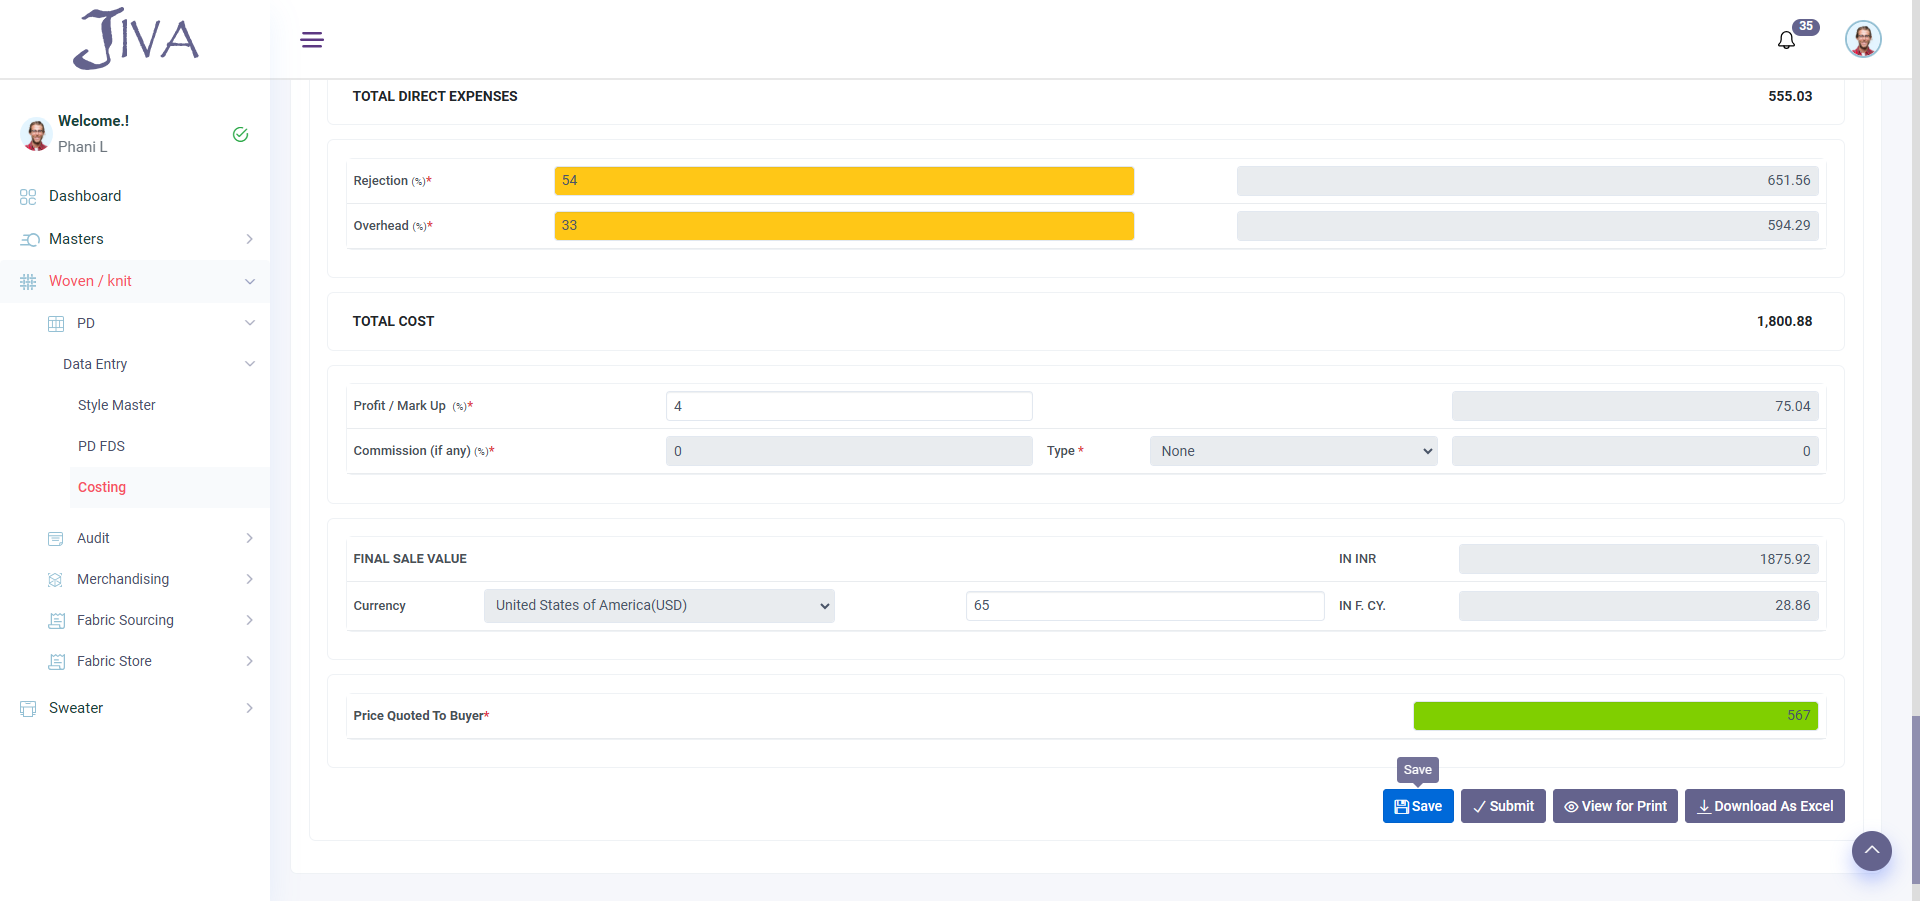 JIVA
35
Welcome.!
Phani L
Dashboard
Masters
Woven / knit
PD
Data Entry
Style Master
PD FDS
Costing
Audit
Merchandising
Fabric Sourcing
Fabric Store
Sweater
TOTAL DIRECT EXPENSES 555.03
Rejection (%)* 54 651.56
Overhead (%)* 33 594.29
TOTAL COST 1,800.88
Profit / Mark Up (%)* 4 75.04
Commission (if any) (%)* 0 Type * None 0
FINAL SALE VALUE IN INR 1875.92
Currency United States of America(USD) 65 IN F. CY. 28.86
Price Quoted To Buyer* 567
Save
Save Submit View for Print Download As Excel